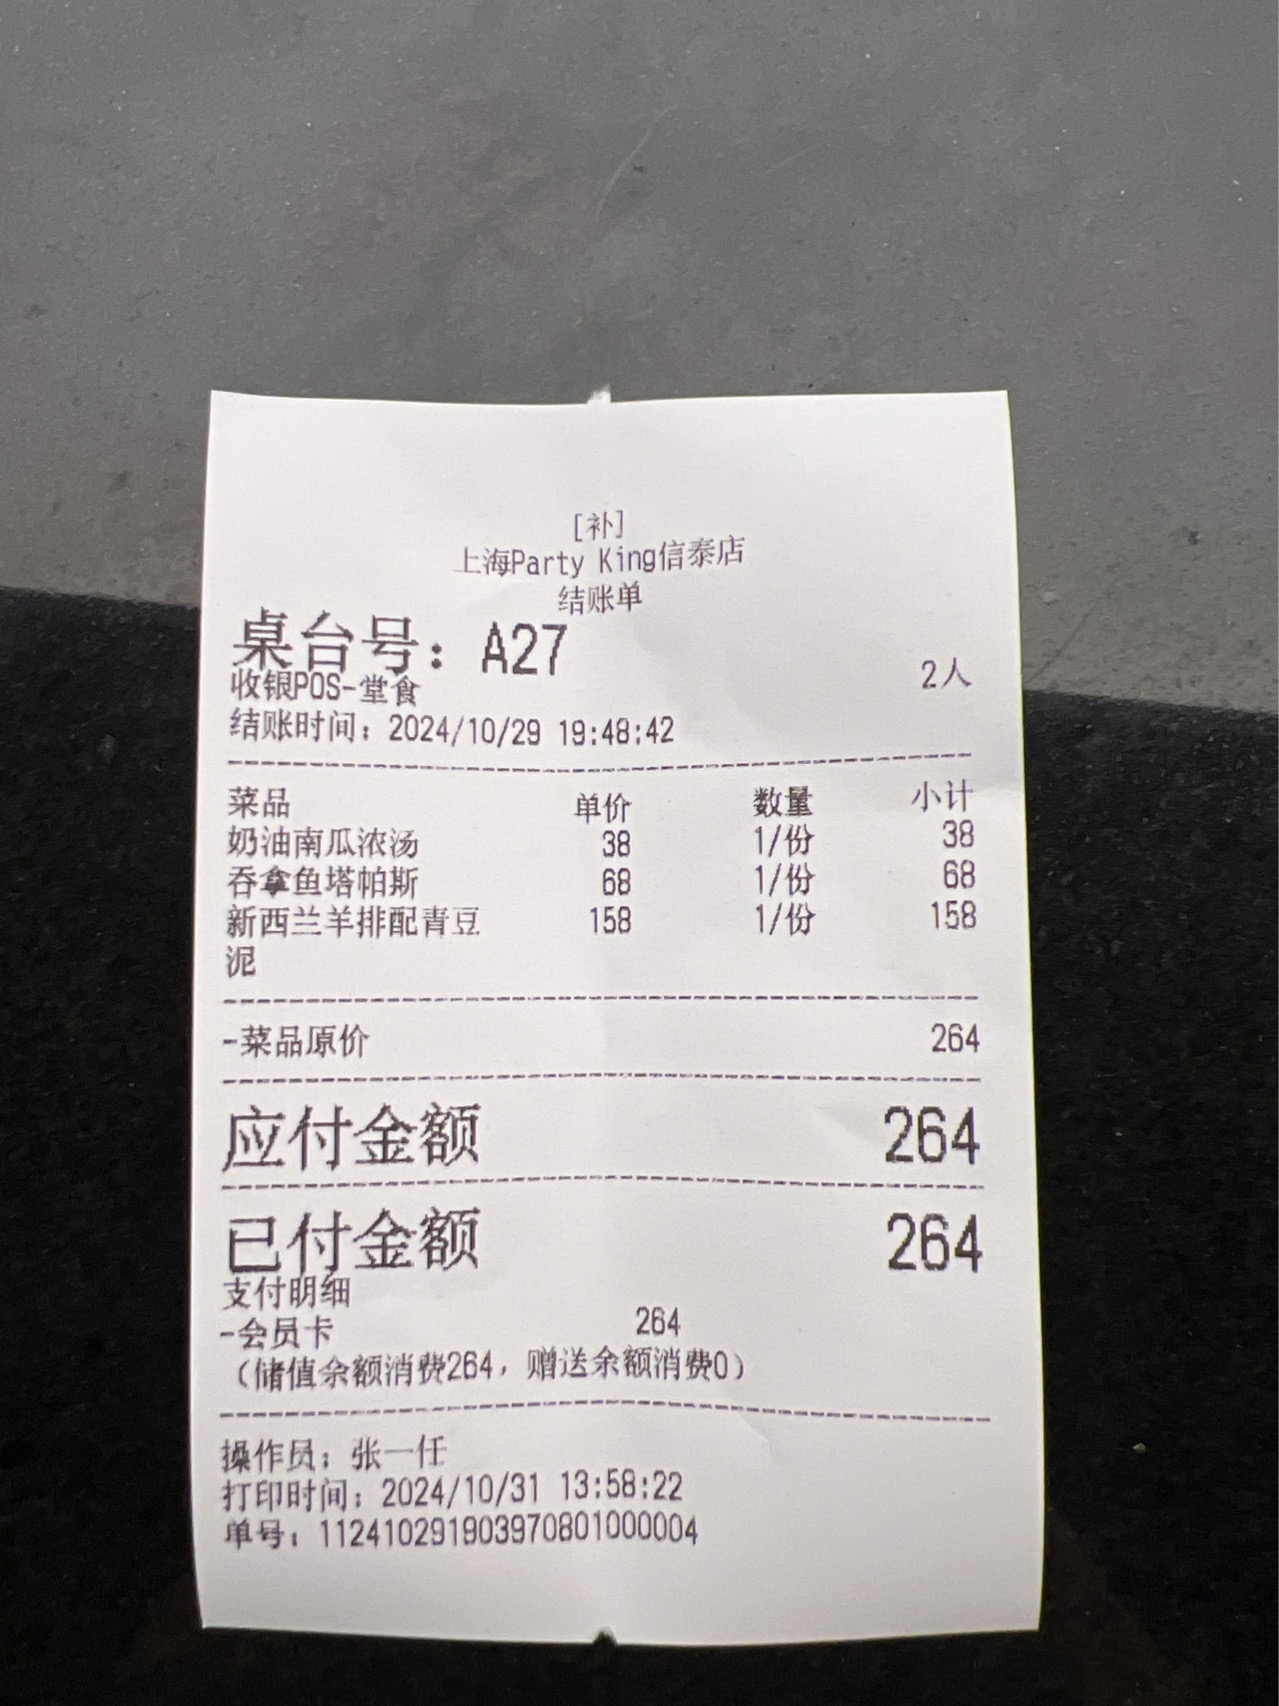 [补]
上海Party King信泰店
结账单
桌台号：A27
收银POS-堂食 2人
结账时间：2024/10/29 19:48:42
菜品 单价 数量 小计
奶油南瓜浓汤 38 1/份 38
吞拿鱼塔帕斯 68 1/份 68
新西兰羊排配青豆 158 1/份 158
泥
-菜品原价 264
应付金额 264
已付金额 264
支付明细
-会员卡 264
（储值余额消费264，赠送余额消费0）
操作员：张一任
打印时间：2024/10/31 13:58:22
单号：112410291903970801000004